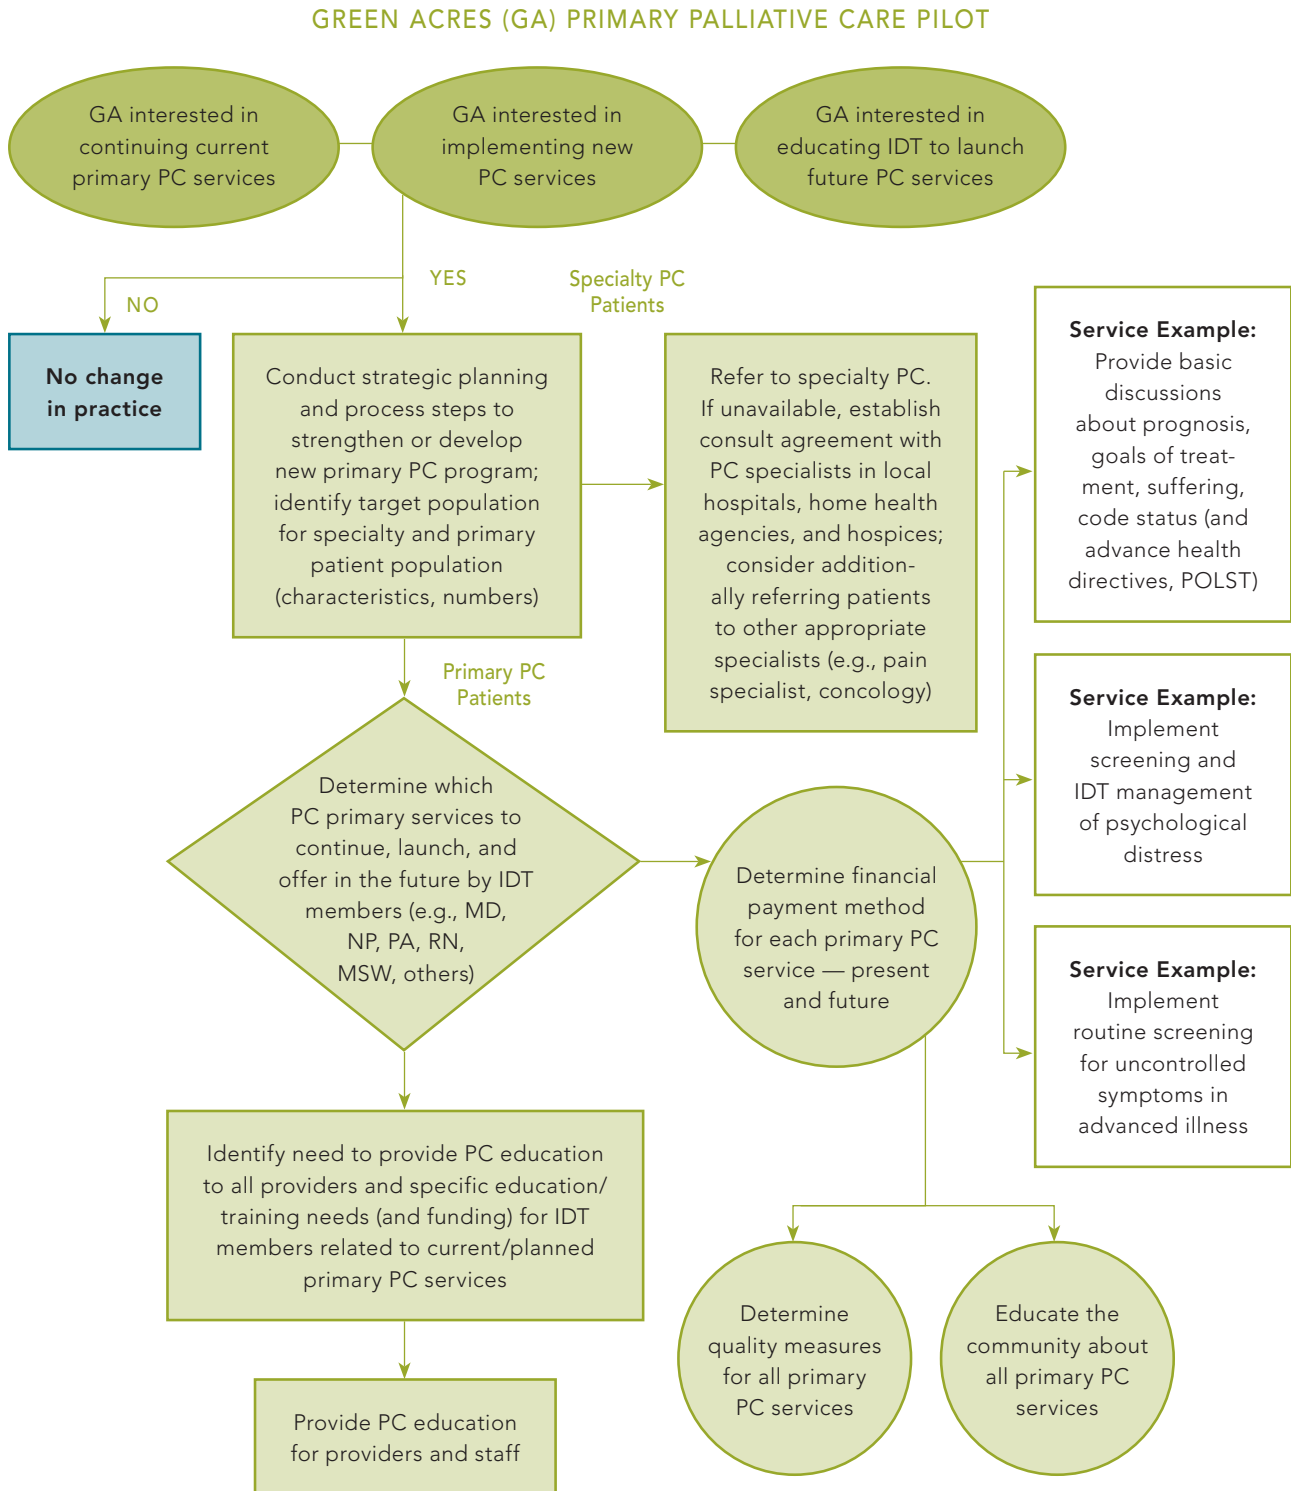 GREEN ACRES (GA) PRIMARY PALLIATIVE CARE PILOT
GA interested in
continuing current
primary PC services
GA interested in
implementing new
PC services
GA interested in
educating IDT to launch
future PC services
YES
NO
Specialty PC
Patients
No change
in practice
Conduct strategic planning
and process steps to
strengthen or develop
new primary PC program;
identify target population
for specialty and primary
patient population
(characteristics, numbers)
Refer to specialty PC.
If unavailable, establish
consult agreement with
PC specialists in local
hospitals, home health
agencies, and hospices;
consider addition-
ally referring patients
to other appropriate
specialists (e.g., pain
specialist, concology)
Service Example:
Provide basic
discussions
about prognosis,
goals of treat-
ment, suffering,
code status (and
advance health
directives, POLST)
Primary PC
Patients
Service Example:
Implement
screening and
IDT management
of psychological
distress
Determine which
PC primary services to
continue, launch, and
offer in the future by IDT
members (e.g., MD,
NP, PA, RN,
MSW, others)
Determine financial
payment method
for each primary PC
service — present
and future
Service Example:
Implement
routine screening
for uncontrolled
symptoms in
advanced illness
Identify need to provide PC education
to all providers and specific education/
training needs (and funding) for IDT
members related to current/planned
primary PC services
Determine
quality measures
for all primary
PC services
Educate the
community about
all primary PC
services
Provide PC education
for providers and staff